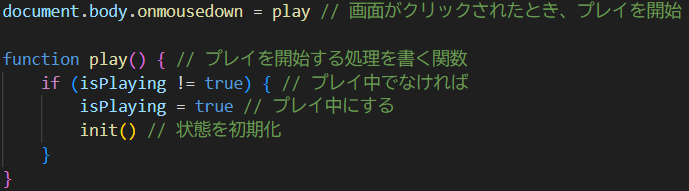 document.body.onmousedown = play // 画面がクリックされたとき、プレイを開始
function play() { // プレイを開始する処理を書く関数
if (isPlaying != true) { // プレイ中でなければ
isPlaying = true // プレイ中にする
init() // 状態を初期化
}
}